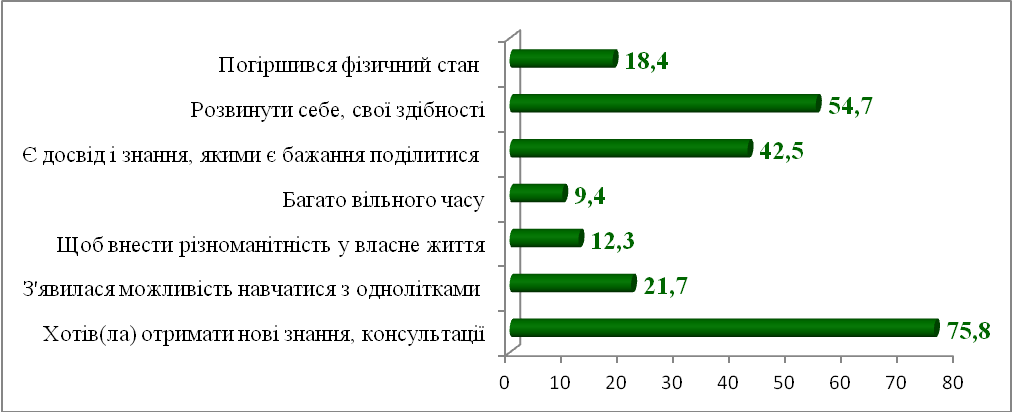 Погіршився фізичний стан 18,4
Розвинути себе, свої здібності 54,7
Є досвід і знання, якими є бажання поділитися 42,5
Багато вільного часу 9,4
Щоб внести різноманітність у власне життя 12,3
З'явилася можливість навчатися з однолітками 21,7
Хотів(ла) отримати нові знання, консультації 75,8
0 10 20 30 40 50 60 70 80